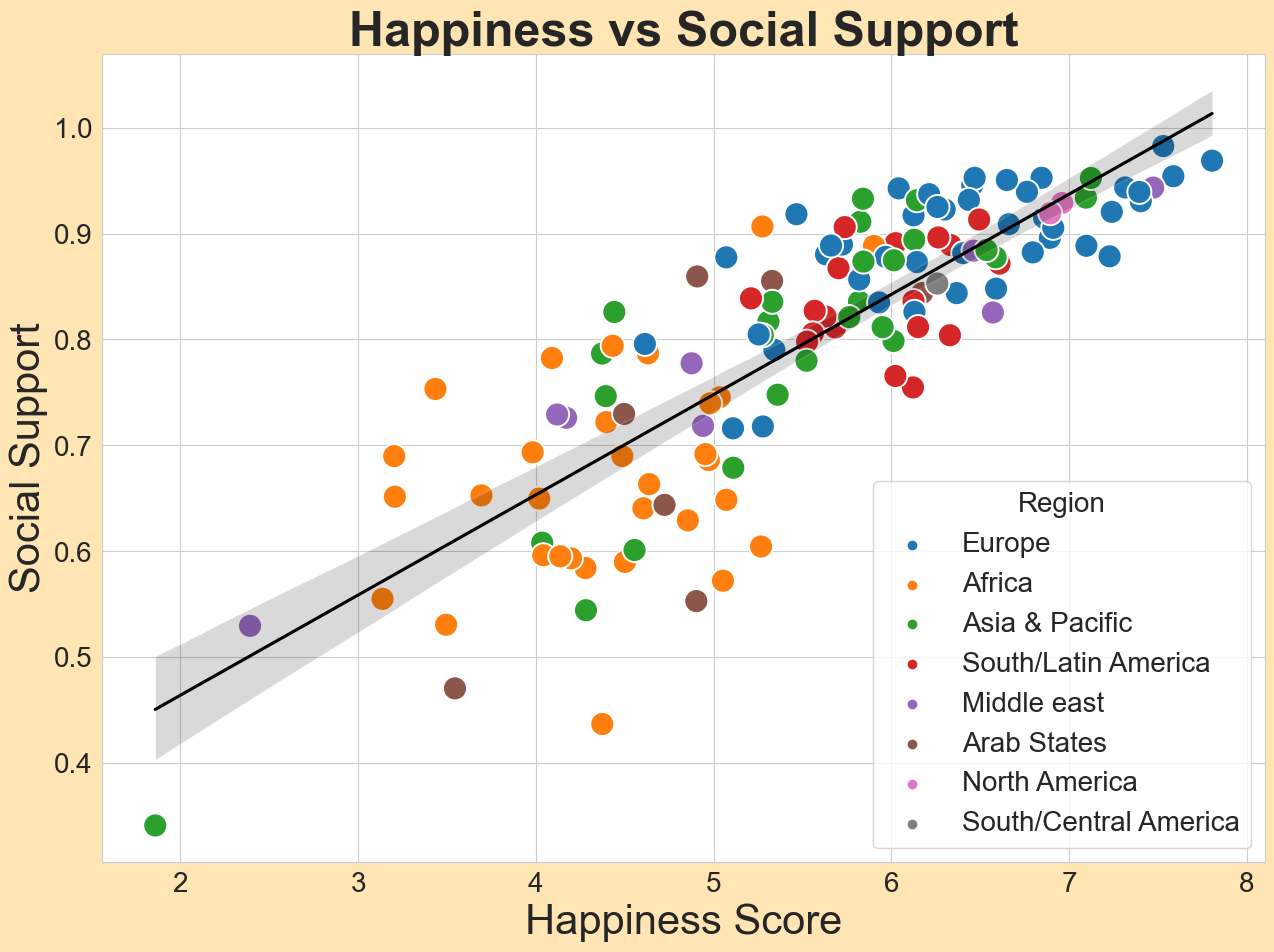 Happiness vs Social Support
Social Support
1.0
0.9
0.8
0.7
0.6
0.5
0.4
Region
Europe
Africa
Asia & Pacific
South/Latin America
Middle east
Arab States
North America
South/Central America
2 3 4 5 6 7 8
Happiness Score